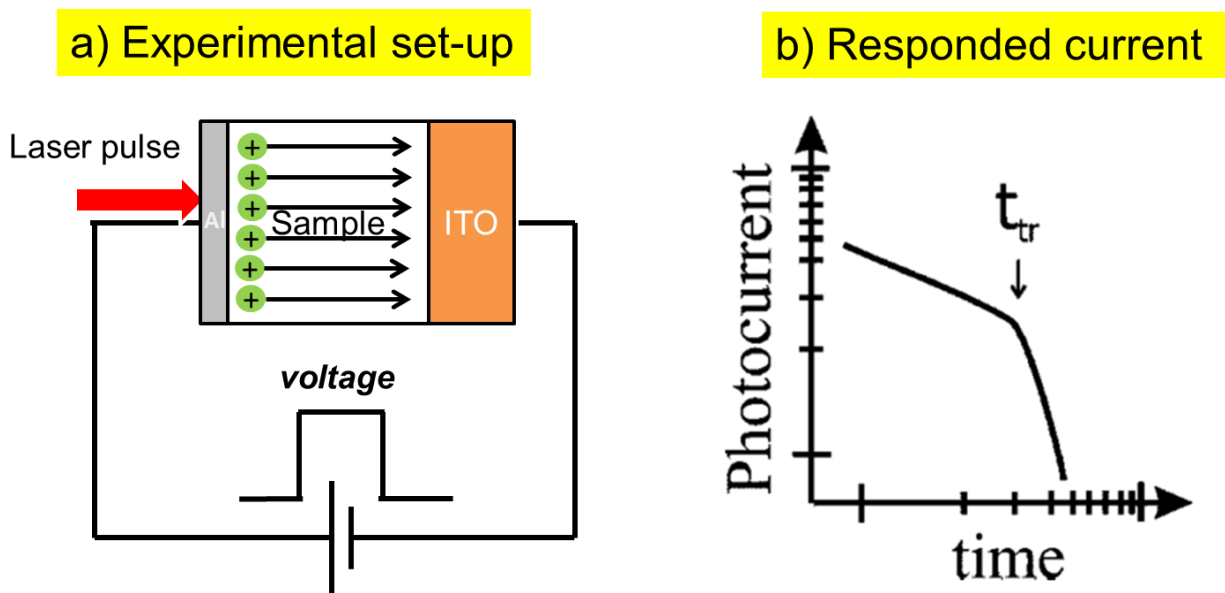 a) Experimental set-up
b) Responded current
Laser pulse
Al
+
+
+
+
+
+
Sample
ITO
voltage
Photocurrent
t_tr
time